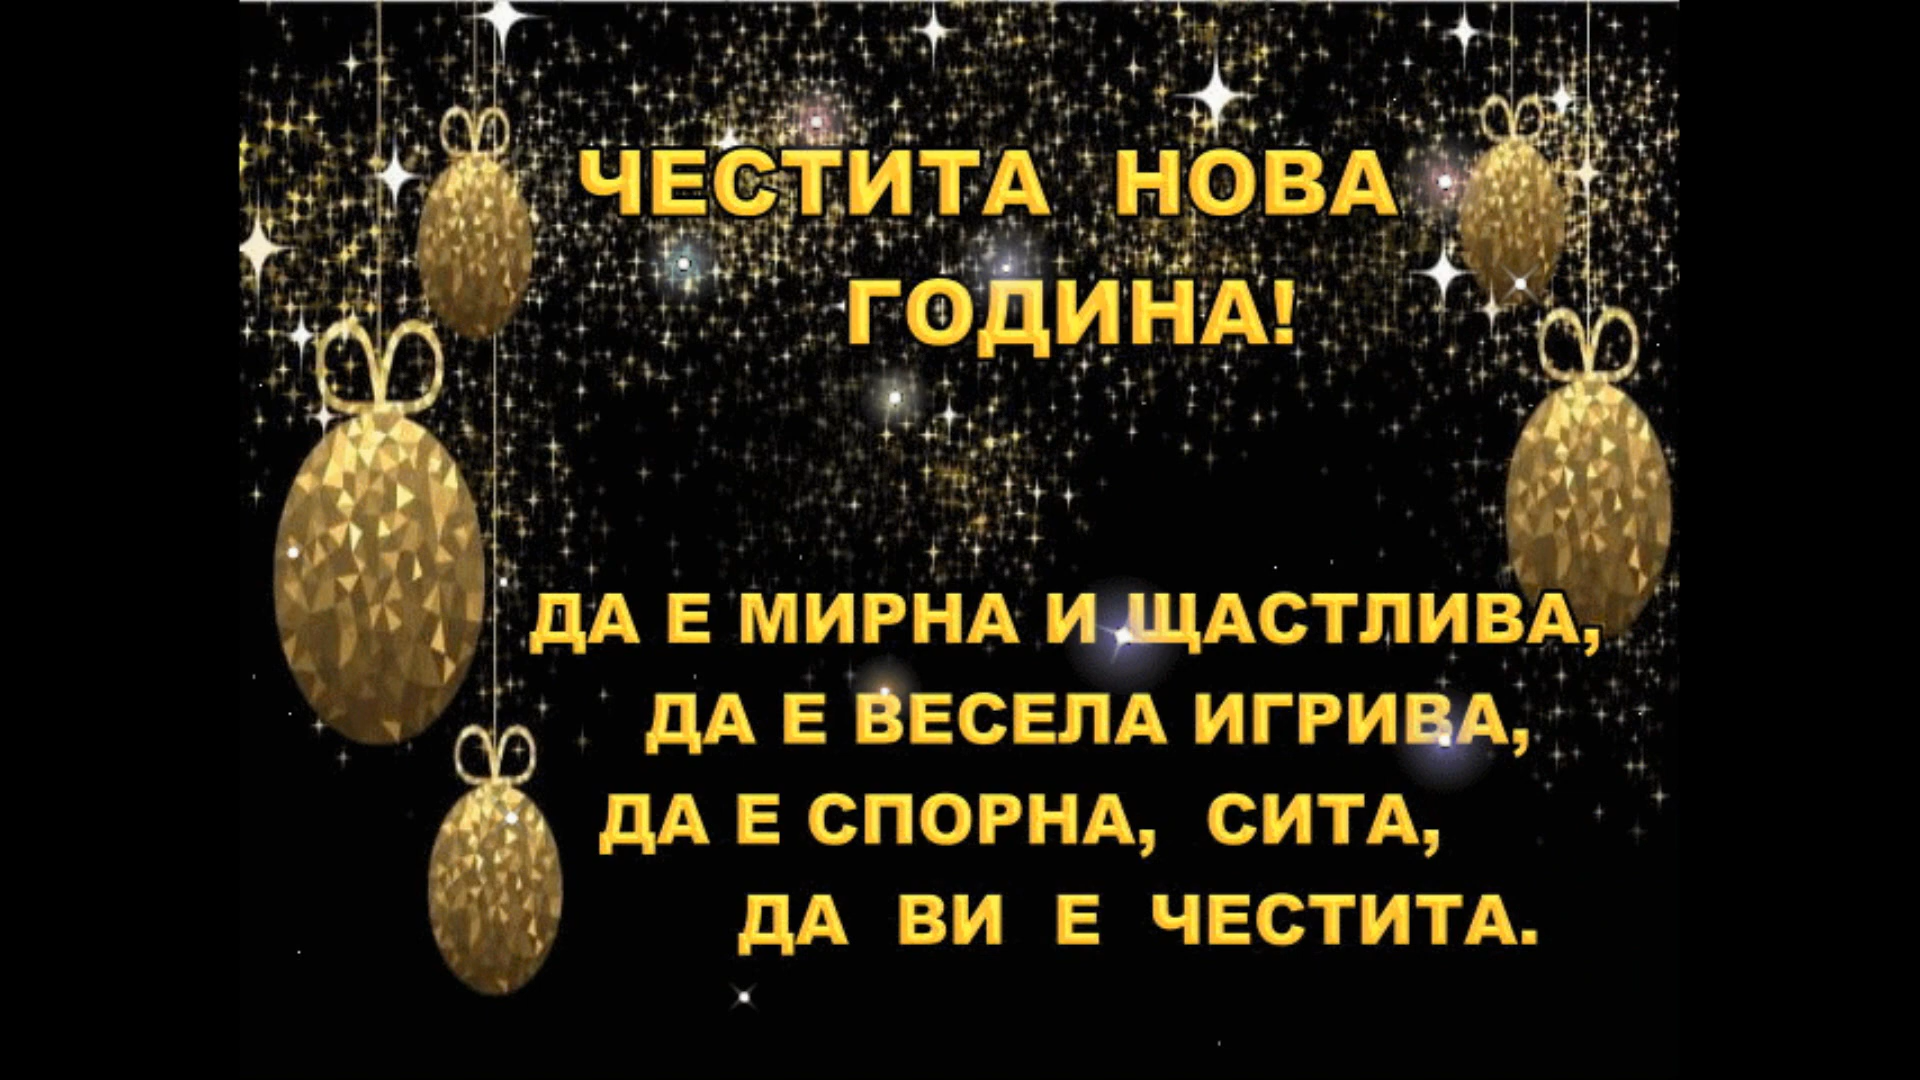 ЧЕСТИТА НОВА
ГОДИНА!
ДА Е МИРНА И ЩАСТЛИВА,
ДА Е ВЕСЕЛА ИГРИВА,
ДА Е СПОРНА, СИТА,
ДА ВИ Е ЧЕСТИТА.